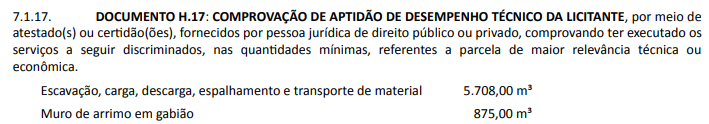 7.1.17. DOCUMENTO H.17: COMPROVAÇÃO DE APTIDÃO DE DESEMPENHO TÉCNICO DA LICITANTE, por meio de
atestado(s) ou certidão(ões), fornecidos por pessoa jurídica de direito público ou privado, comprovando ter executado os
serviços a seguir discriminados, nas quantidades mínimas, referentes a parcela de maior relevância técnica ou
econômica.
Escavação, carga, descarga, espalhamento e transporte de material 5.708,00 m³
Muro de arrimo em gabião 875,00 m³